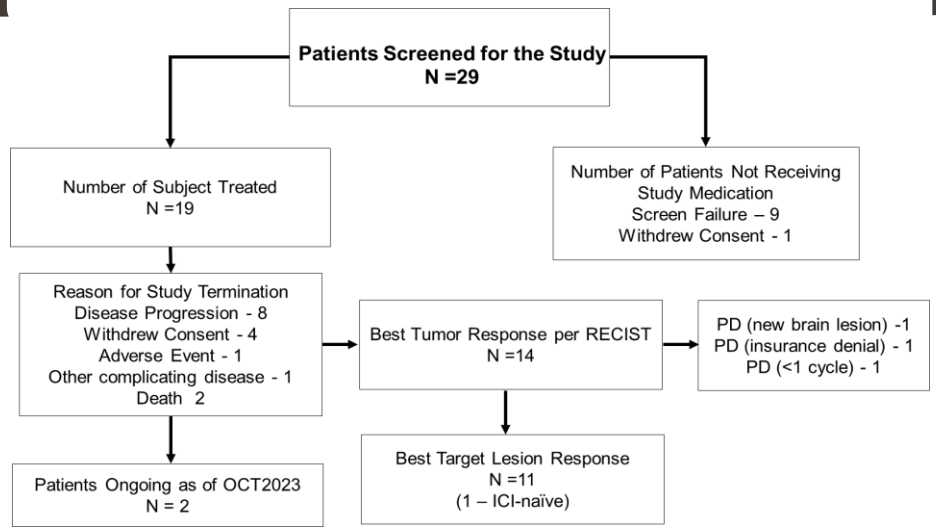 Patients Screened for the Study
N =29
Number of Subject Treated
N =19
Number of Patients Not Receiving
Study Medication
Screen Failure – 9
Withdrew Consent - 1
Reason for Study Termination
Disease Progression - 8
Withdrew Consent - 4
Adverse Event - 1
Other complicating disease - 1
Death 2
Best Tumor Response per RECIST
N =14
PD (new brain lesion) -1
PD (insurance denial) - 1
PD (<1 cycle) - 1
Patients Ongoing as of OCT2023
N = 2
Best Target Lesion Response
N =11
(1 – ICI-naïve)